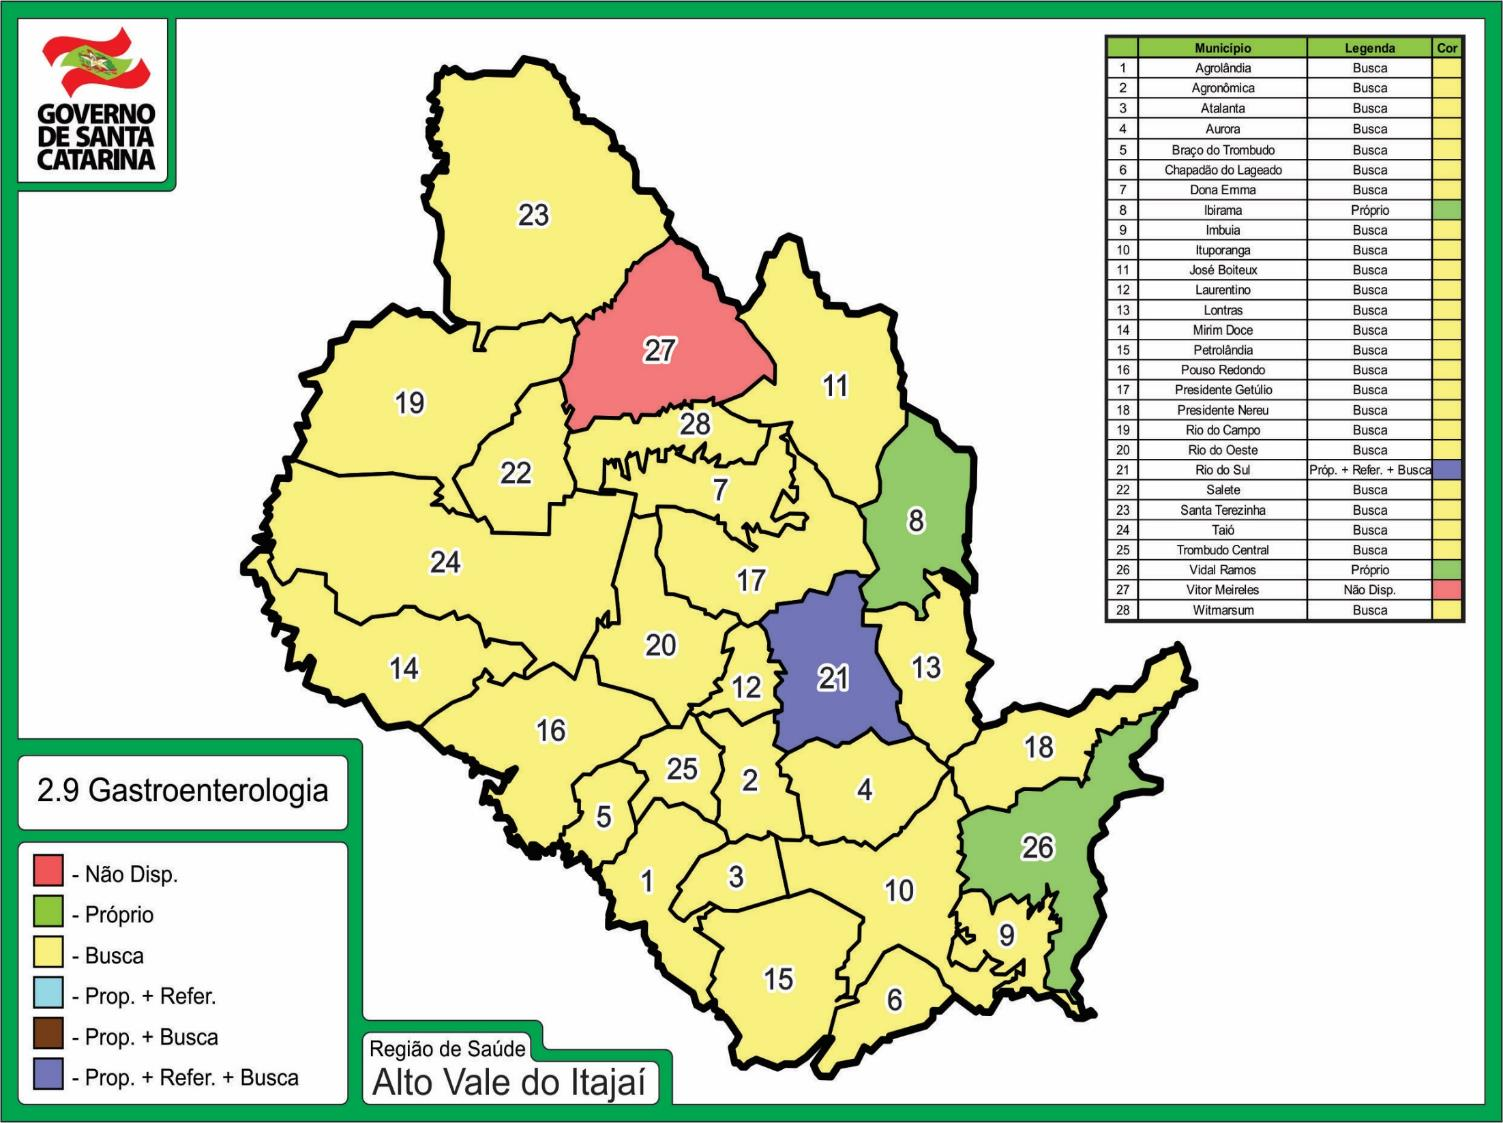 GOVERNO
DE SANTA
CATARINA
Município Legenda Cor
1 Agrolândia Busca
2 Agronômica Busca
3 Atalanta Busca
4 Aurora Busca
5 Braço do Trombudo Busca
6 Chapadão do Lageado Busca
7 Dona Emma Busca
8 Ibirama Próprio
9 Imbuia Busca
10 Ituporanga Busca
11 José Boiteux Busca
12 Laurentino Busca
13 Lontras Busca
14 Mirim Doce Busca
15 Petrolândia Busca
16 Pouso Redondo Busca
17 Presidente Getúlio Busca
18 Presidente Nereu Busca
19 Rio do Campo Busca
20 Rio do Oeste Busca
21 Rio do Sul Próp. + Refer. + Busca
22 Salete Busca
23 Santa Terezinha Busca
24 Taió Busca
25 Trombudo Central Busca
26 Vidal Ramos Próprio
27 Vitor Meireles Não Disp.
28 Witmarsum Busca
23
27
11
19
28
22
7
8
24
17
20
13
14
12
21
16
18
25
2
4
5
26
1
3
10
9
15
6
2.9 Gastroenterologia
- Não Disp.
- Próprio
- Busca
- Prop. + Refer.
- Prop. + Busca
- Prop. + Refer. + Busca
Região de Saúde
Alto Vale do Itajaí